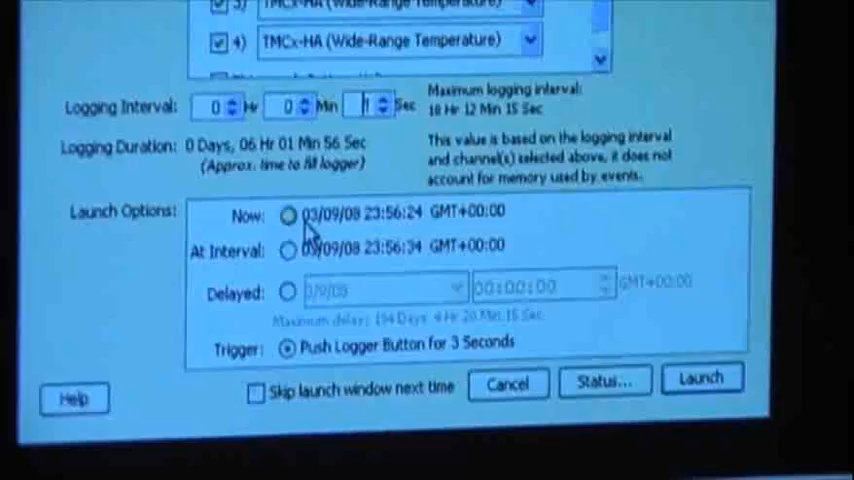 3) TMCx-HA (Wide-Range Temperature)
4) TMCx-HA (Wide-Range Temperature)
Logging Interval: 0 Hr 0 Min 1 Sec
Maximum logging interval:
18 Hr 12 Min 15 Sec
Logging Duration: 0 Days, 06 Hr 01 Min 56 Sec
(Approx. time to fill logger)
This value is based on the logging interval
and channel(s) selected above, it does not
account for memory used by events.
Launch Options:
Now: 03/09/08 23:56:24 GMT+00:00
At Interval: 03/09/08 23:56:34 GMT+00:00
Delayed: 00:00:00 GMT+00:00
Maximum delay: 194 Days 4 Hr 20 Min 15 Sec
Trigger: Push Logger Button for 3 Seconds
Help
Skip launch window next time
Cancel
Status...
Launch